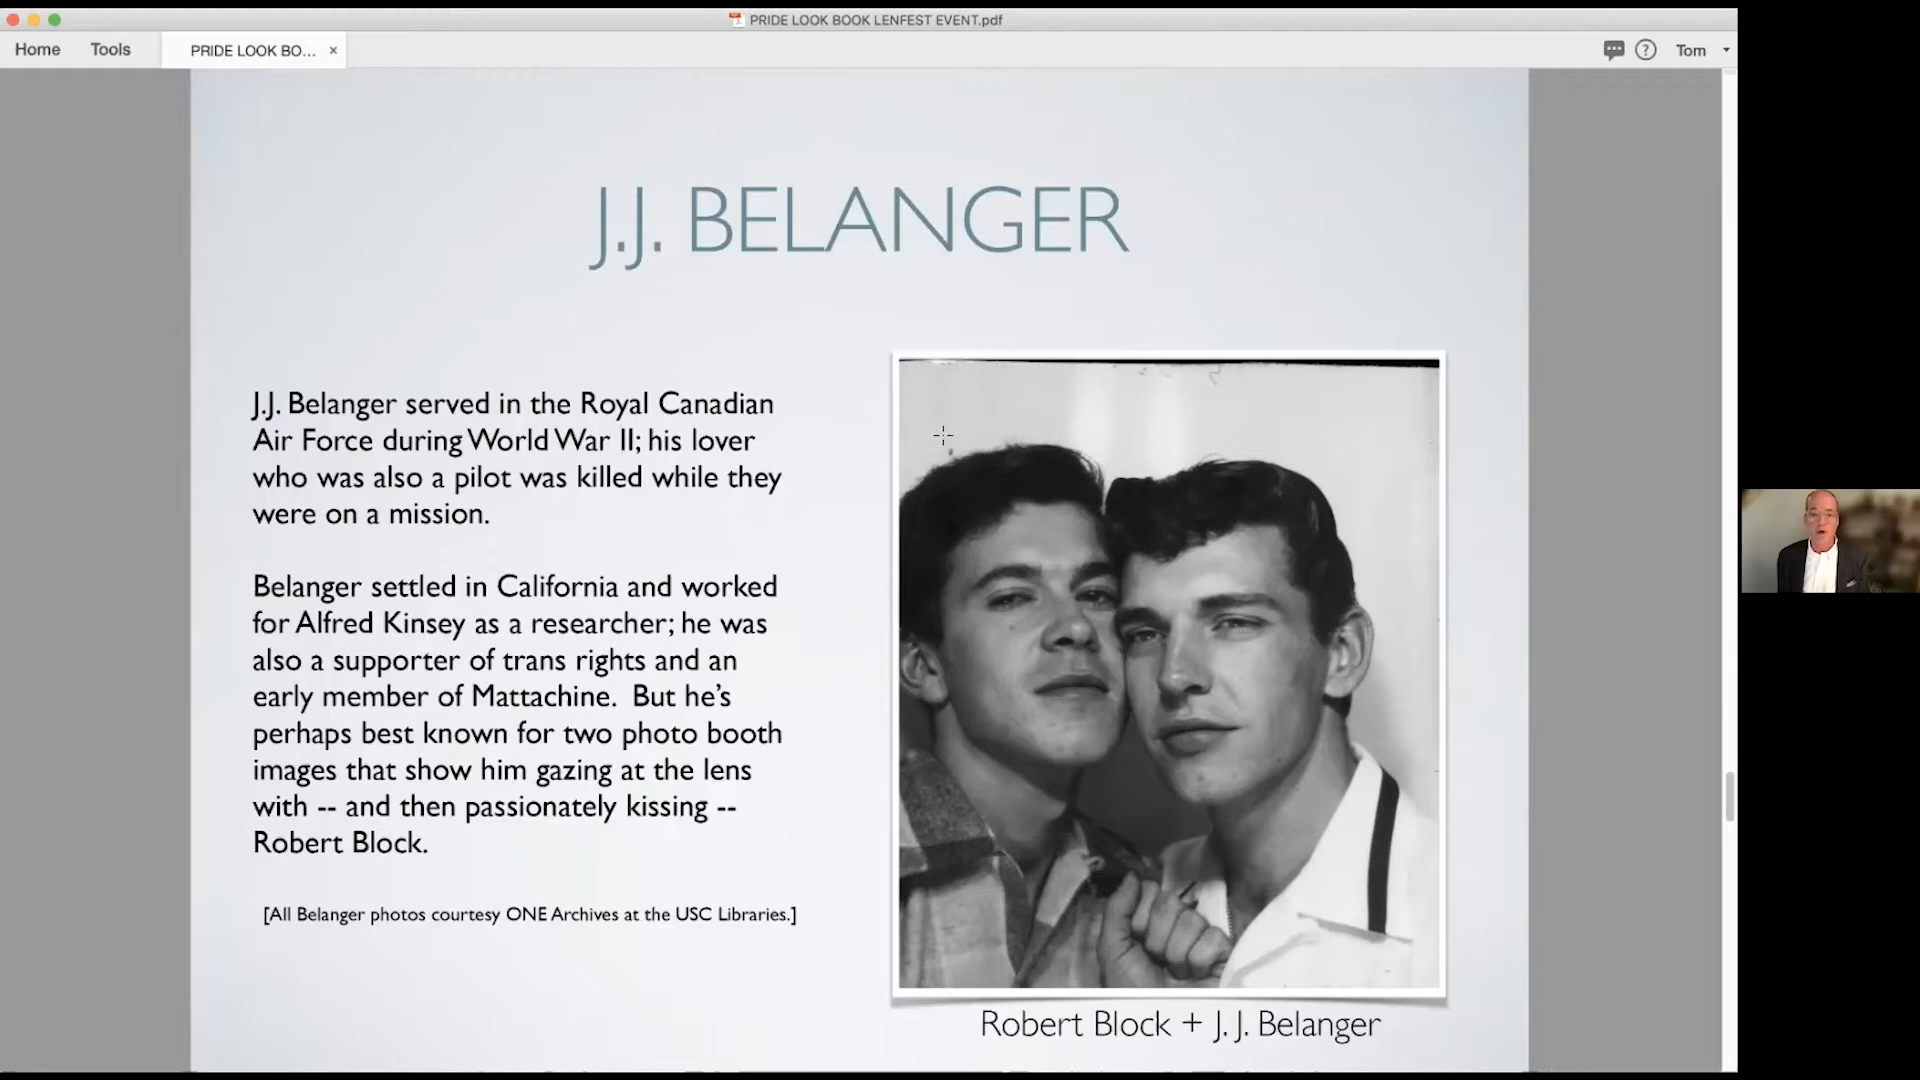 PRIDE LOOK BOOK LENFEST EVENT.pdf
Home
Tools
PRIDE LOOK BO... ×
?
Tom
J.J. BELANGER
J.J. Belanger served in the Royal Canadian
Air Force during World War II; his lover
who was also a pilot was killed while they
were on a mission.
Belanger settled in California and worked
for Alfred Kinsey as a researcher; he was
also a supporter of trans rights and an
early member of Mattachine.  But he’s
perhaps best known for two photo booth
images that show him gazing at the lens
with -- and then passionately kissing --
Robert Block.
[All Belanger photos courtesy ONE Archives at the USC Libraries.]
Robert Block + J. J. Belanger